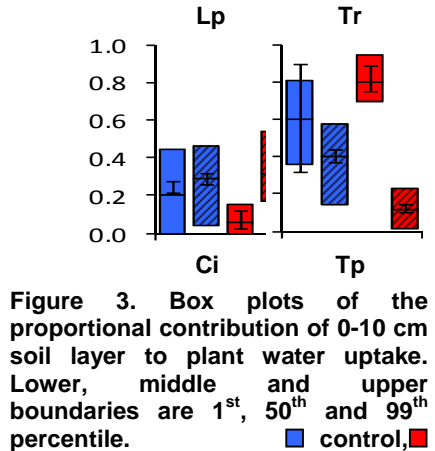 Lp Tr
1.0
0.8
0.6
0.4
0.2
0.0
Ci Tp
Figure 3. Box plots of the
proportional contribution of 0-10 cm
soil layer to plant water uptake.
Lower, middle and upper
boundaries are 1st, 50th and 99th
percentile. control,